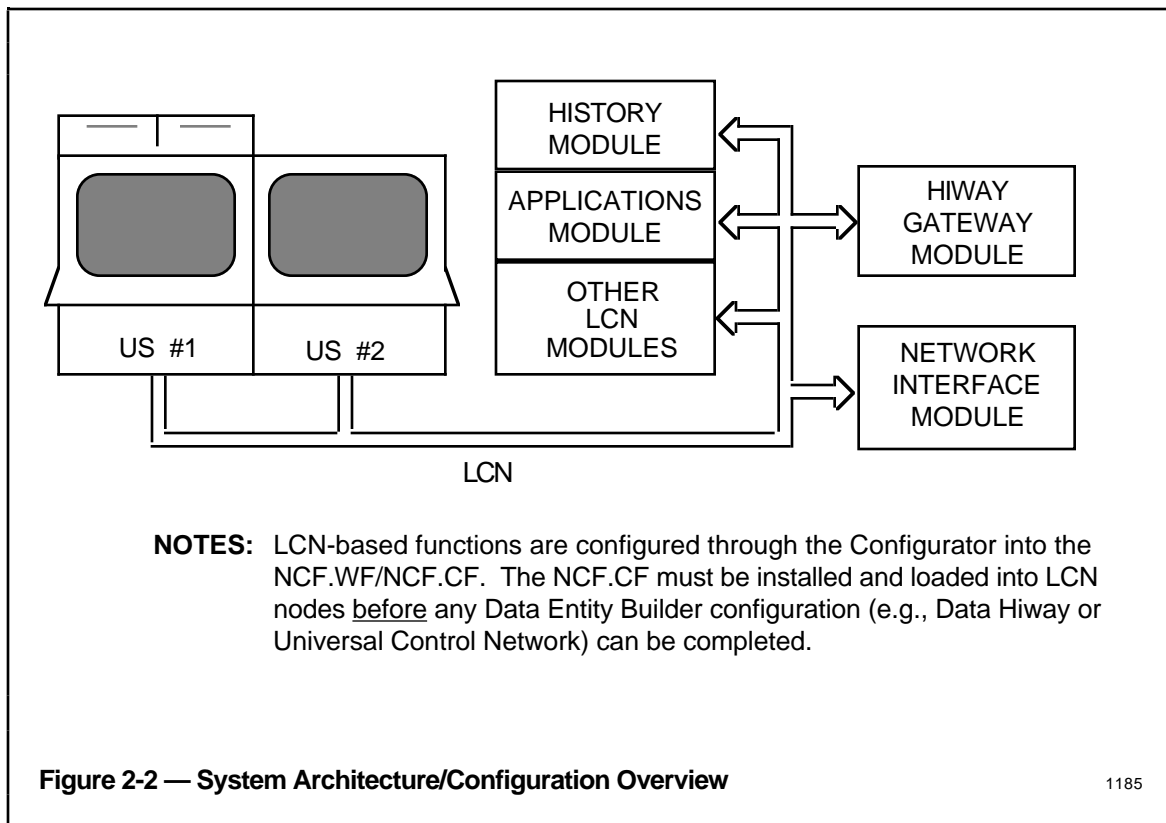 HISTORY
MODULE
APPLICATIONS
MODULE
OTHER
LCN
MODULES
HIWAY
GATEWAY
MODULE
NETWORK
INTERFACE
MODULE
US #1
US #2
LCN
NOTES: LCN-based functions are configured through the Configurator into the
NCF.WF/NCF.CF. The NCF.CF must be installed and loaded into LCN
nodes before any Data Entity Builder configuration (e.g., Data Hiway or
Universal Control Network) can be completed.
Figure 2-2 — System Architecture/Configuration Overview
1185